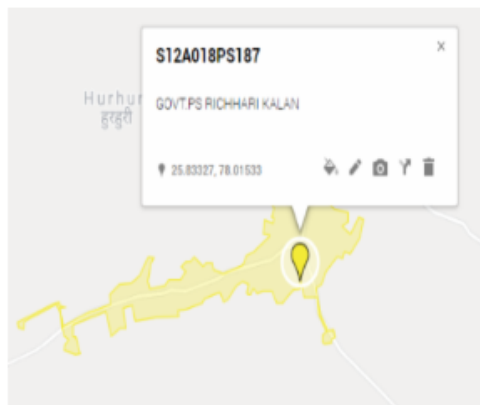 S12A018PS187
X
GOVT.PS RICHHARI KALAN
25.83327, 78.01533
Hurhur
हुरहुरी